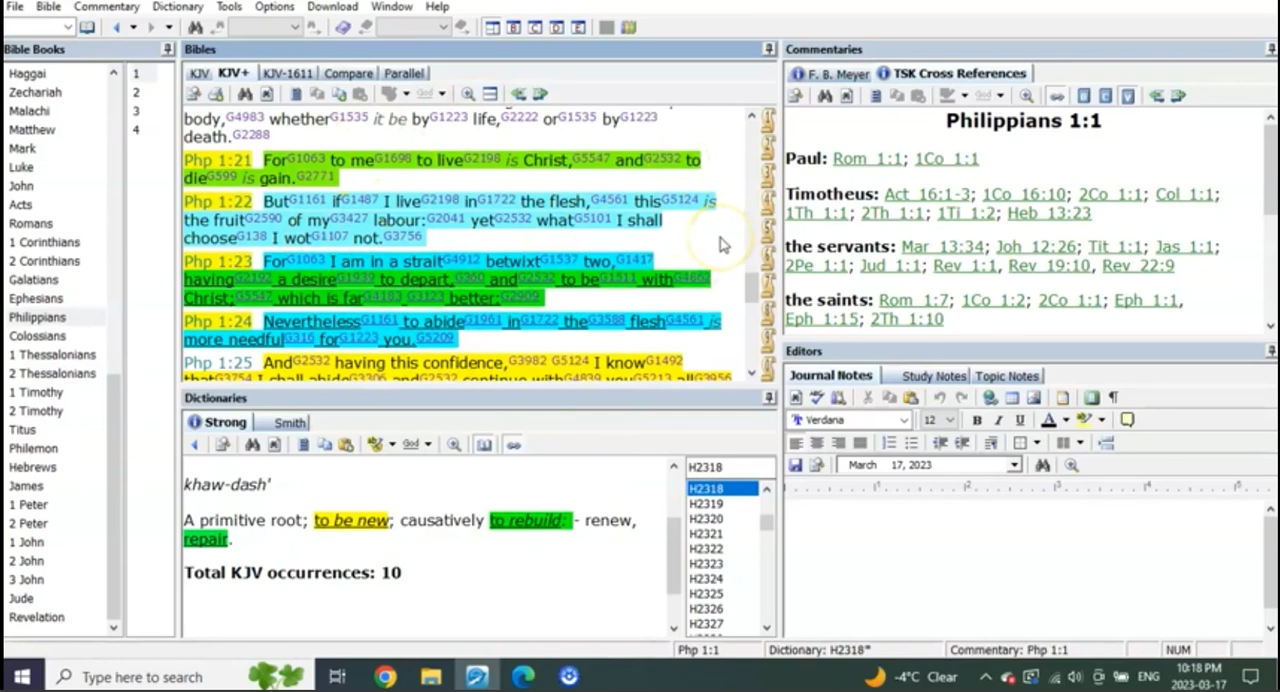 File Bible Commentary Dictionary Tools Options Download Window Help
B C D E
Bible Books
Haggai
Zechariah
Malachi
Matthew
Mark
Luke
John
Acts
Romans
1 Corinthians
2 Corinthians
Galatians
Ephesians
Philippians
Colossians
1 Thessalonians
2 Thessalonians
1 Timothy
2 Timothy
Titus
Philemon
Hebrews
James
1 Peter
2 Peter
1 John
2 John
3 John
Jude
Revelation
1
2
3
4
Bibles
KJV KJV+ KJV-1611 Compare Parallel
body,G4983 whetherG1535 it be byG1223 life,G2222 orG1535 byG1223
death.G2288
Php 1:21 ForG1063 to meG1698 to liveG2198 is Christ,G5547 andG2532 to
dieG599 is gain.G2771
Php 1:22 ButG1161 ifG1487 I liveG2198 inG1722 the flesh,G4561 thisG5124 is
the fruitG2590 of myG3427 labour:G2041 yetG2532 whatG5101 I shall
chooseG138 I wotG1107 not.G3756
Php 1:23 ForG1063 I am in a straitG4912 betwixtG1537 two,G1417
havingG2192 a desireG1939 to depart,G360 andG2532 to beG1511 withG4862
Christ;G5547 which is farG4183 G3123 better:G2909
Php 1:24 NeverthelessG1161 to abideG1961 inG1722 theG3588 fleshG4561 is
more needfulG316 forG1223 you.G5209
Php 1:25 AndG2532 having this confidence,G3982 G5124 I knowG1492
thatG3754 I shall abideG3306 andG2532 continue withG4839 youG5213 allG3956
Dictionaries
Strong Smith
khaw-dash'
A primitive root; to be new; causatively to rebuild: - renew,
repair.
Total KJV occurrences: 10
H2318
H2318
H2319
H2320
H2321
H2322
H2323
H2324
H2325
H2326
H2327
Commentaries
F. B. Meyer TSK Cross References
Philippians 1:1
Paul: Rom 1:1; 1Co 1:1
Timotheus: Act 16:1-3; 1Co 16:10; 2Co 1:1; Col 1:1;
1Th 1:1; 2Th 1:1; 1Ti 1:2; Heb 13:23
the servants: Mar 13:34; Joh 12:26; Tit 1:1; Jas 1:1;
2Pe 1:1; Jud 1:1; Rev 1:1, Rev 19:10, Rev 22:9
the saints: Rom 1:7; 1Co 1:2; 2Co 1:1; Eph 1:1,
Eph 1:15; 2Th 1:10
Editors
Journal Notes Study Notes Topic Notes
Verdana 12 B I U A
March 17, 2023
1 2 3 4 5
Php 1:1 Dictionary: H2318* Commentary: Php 1:1 NUM
Type here to search
-4°C Clear ENG
10:18 PM
2023-03-17